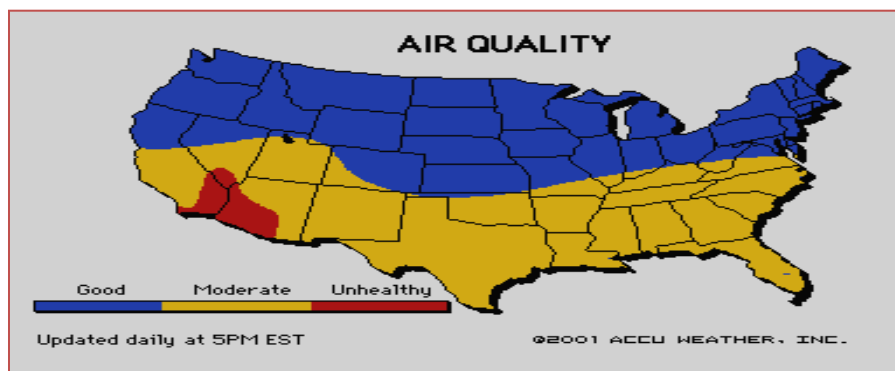 AIR QUALITY
Good Moderate Unhealthy
Updated daily at 5PM EST
©2001 ACCU WEATHER, INC.